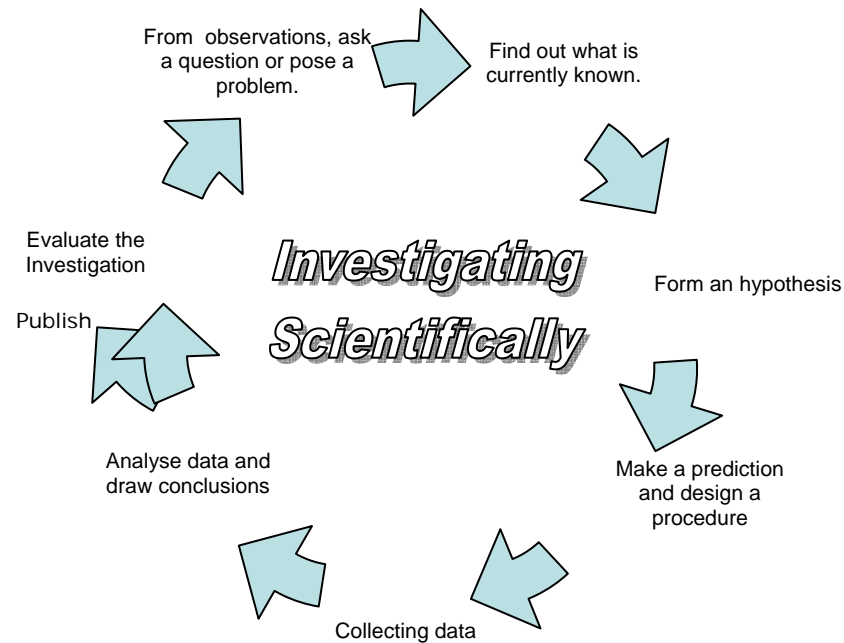 From observations, ask
a question or pose a
problem.
Find out what is
currently known.
Form an hypothesis
Make a prediction
and design a
procedure
Collecting data
Analyse data and
draw conclusions
Publish
Evaluate the
Investigation
Investigating
Scientifically